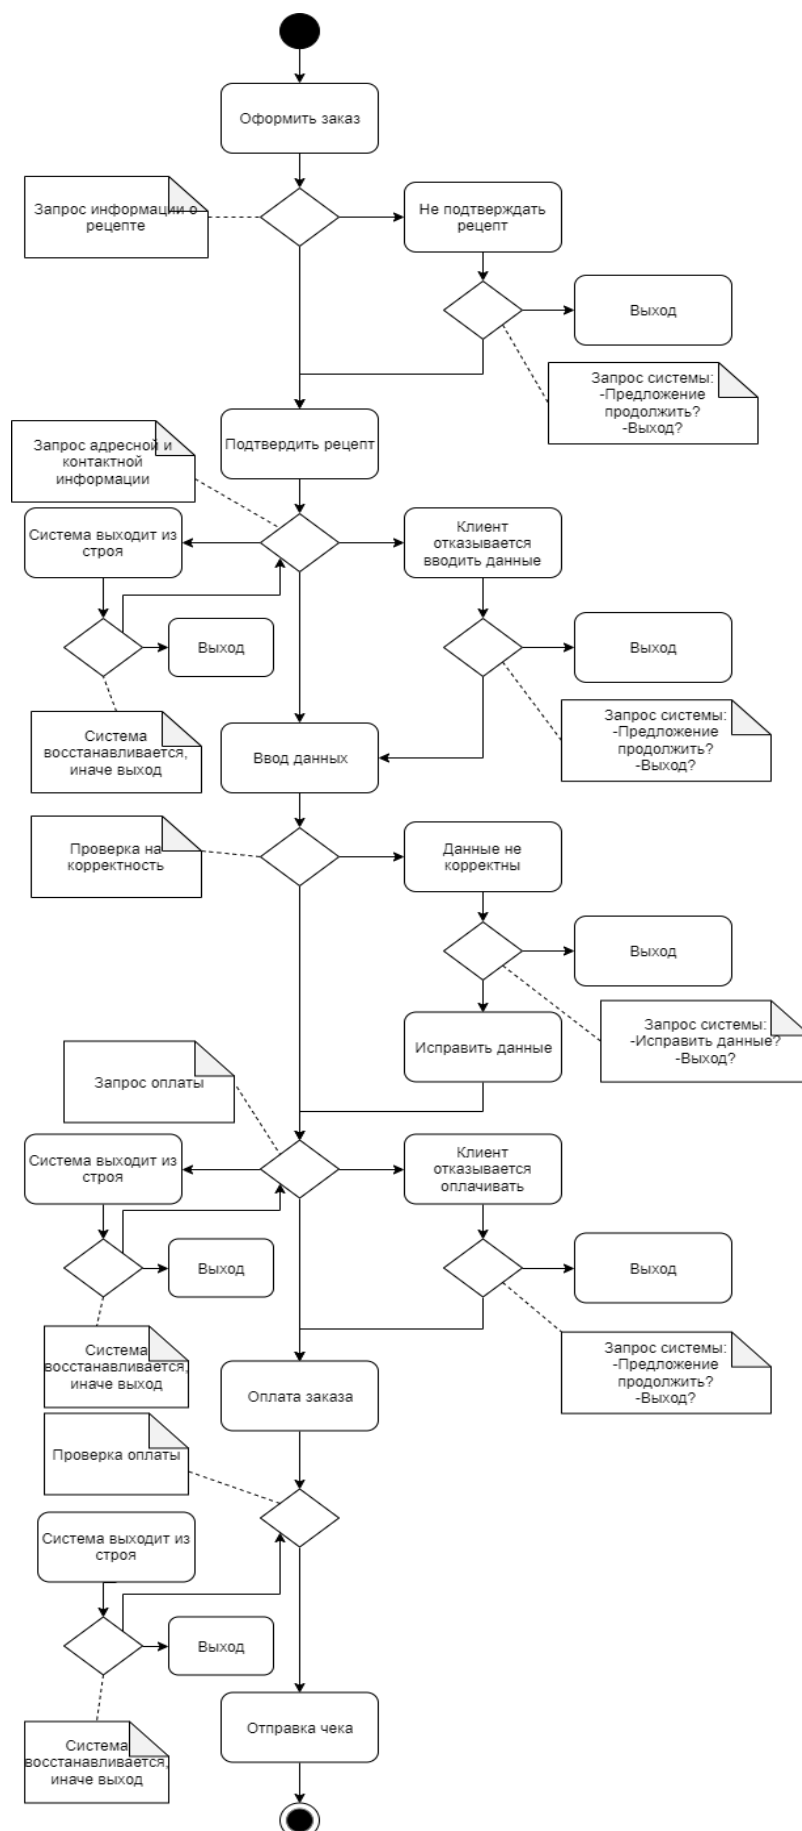 Оформить заказ
Запрос информации о
рецепте
Не подтверждать
рецепт
Выход
Запрос системы:
-Предложение
продолжить?
-Выход?
Подтвердить рецепт
Запрос адресной и
контактной
информации
Система выходит из
строя
Клиент
отказывается
вводить данные
Выход
Выход
Система
восстанавливается,
иначе выход
Запрос системы:
-Предложение
продолжить?
-Выход?
Ввод данных
Проверка на
корректность
Данные не
корректны
Выход
Запрос системы:
-Исправить данные?
-Выход?
Исправить данные
Запрос оплаты
Система выходит из
строя
Клиент
отказывается
оплачивать
Выход
Выход
Система
восстанавливается,
иначе выход
Запрос системы:
-Предложение
продолжить?
-Выход?
Оплата заказа
Проверка оплаты
Система выходит из
строя
Выход
Система
восстанавливается,
иначе выход
Отправка чека